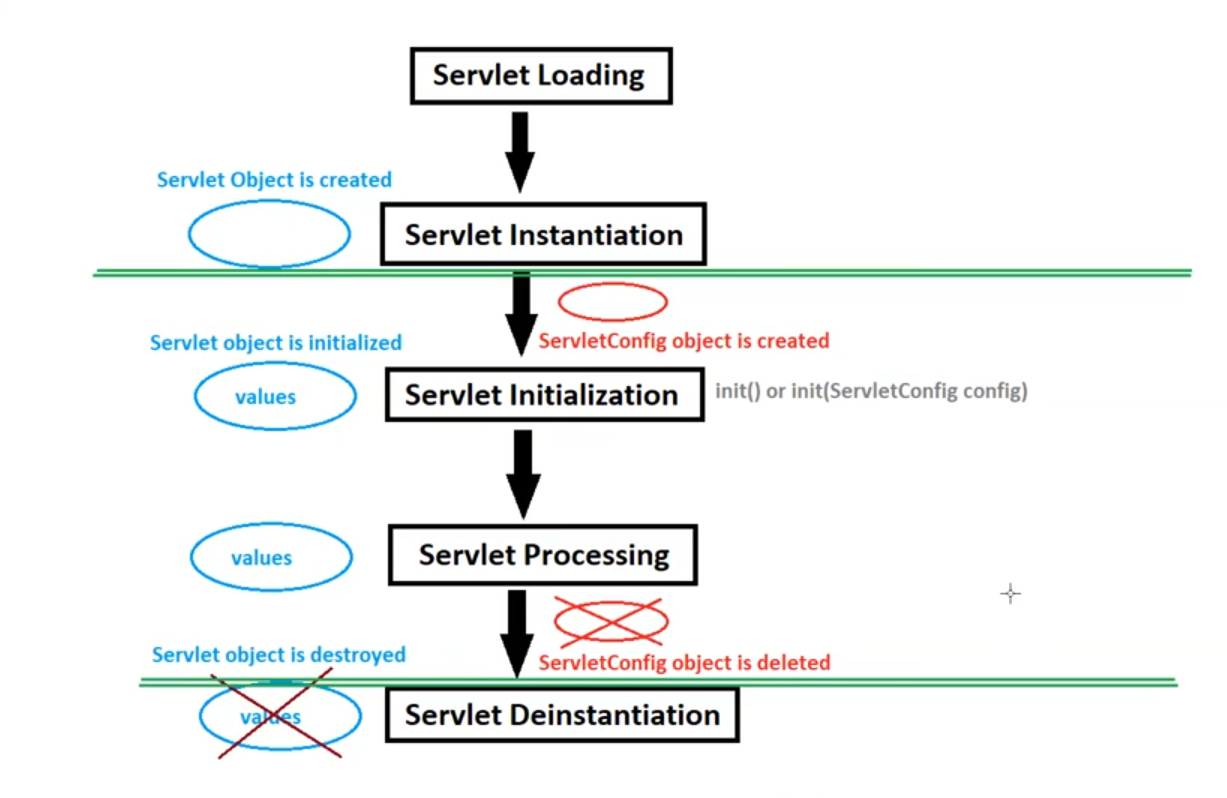 Servlet Loading
Servlet Object is created
Servlet Instantiation
ServletConfig object is created
Servlet object is initialized
values
Servlet Initialization
init() or init(ServletConfig config)
values
Servlet Processing
Servlet object is destroyed
ServletConfig object is deleted
values
Servlet Deinstantiation